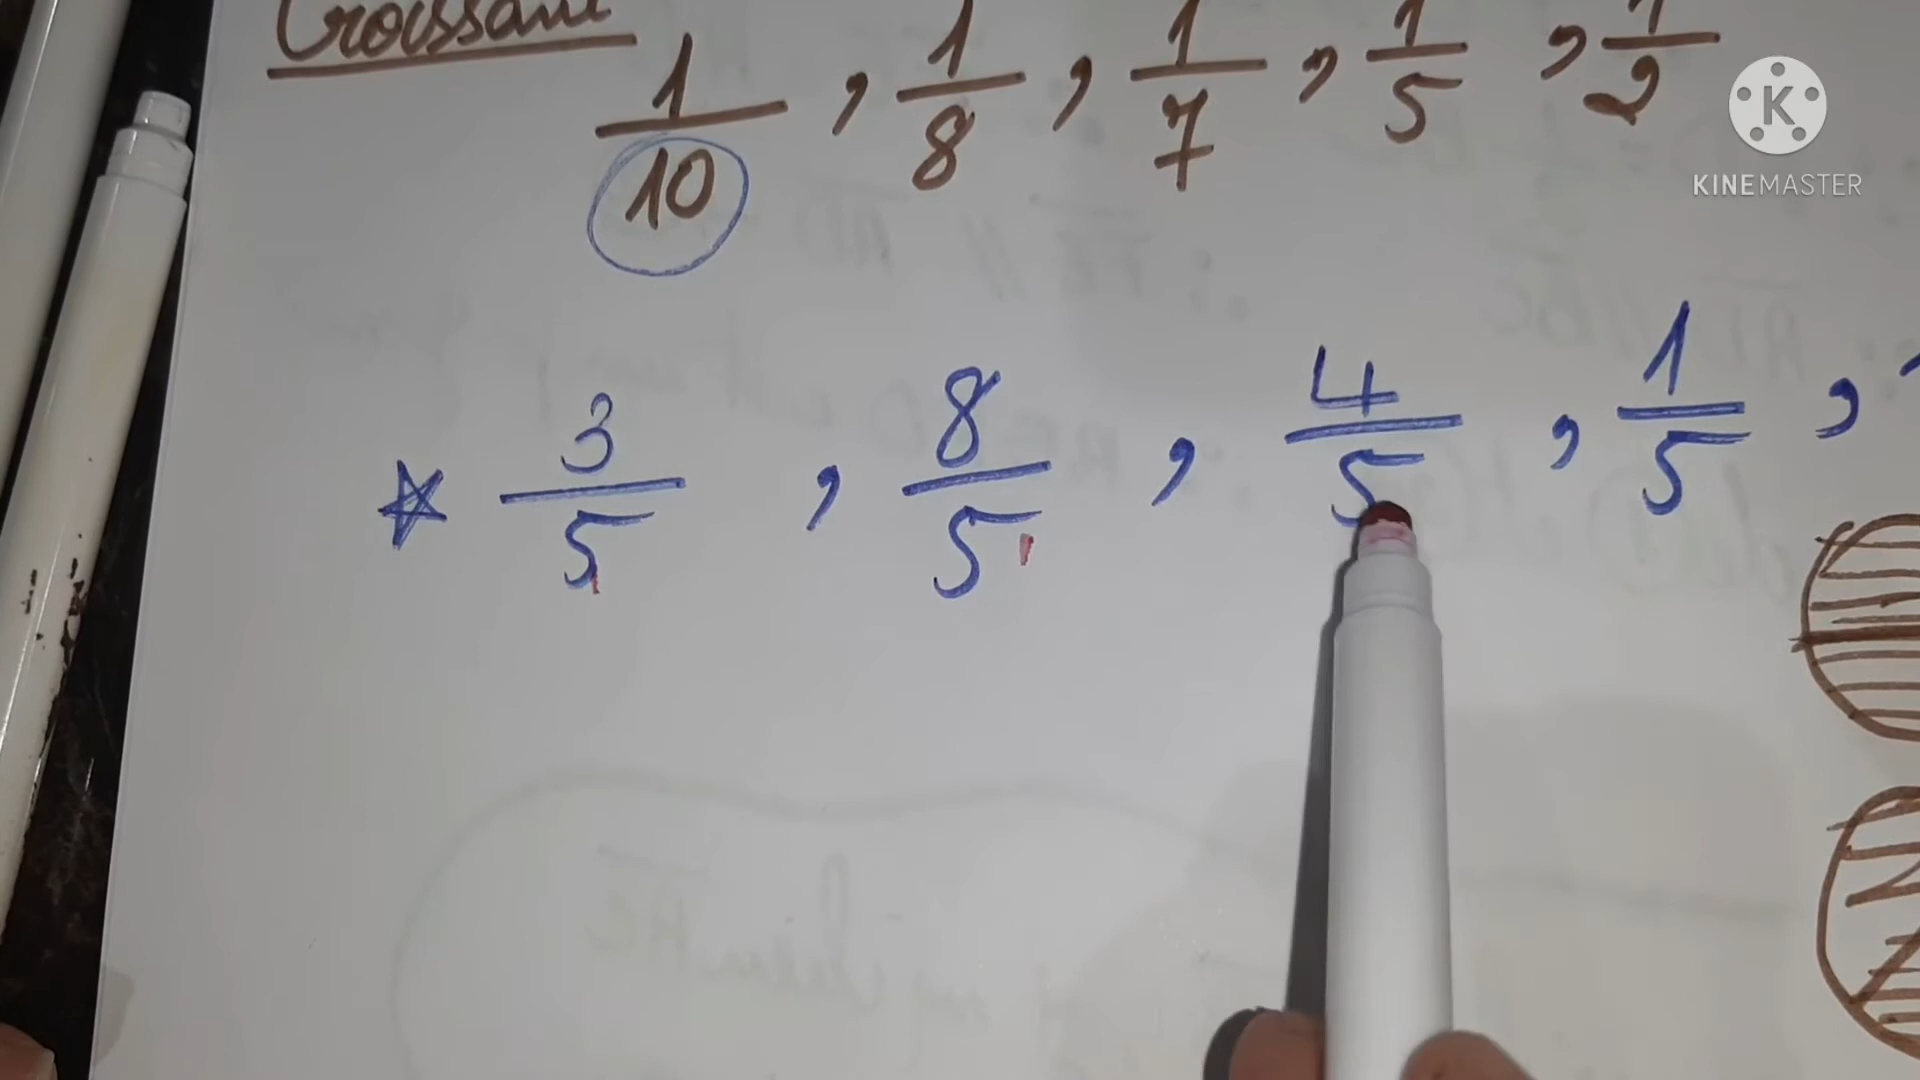 Croissant
1/10 , 1/8 , 1/7 , 1/5 , 1/2
K
KINEMASTER
☆ 3/5 , 8/5 , 4/5 , 1/5 ,